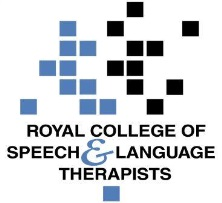 ROYAL COLLEGE OF
SPEECH & LANGUAGE
THERAPISTS